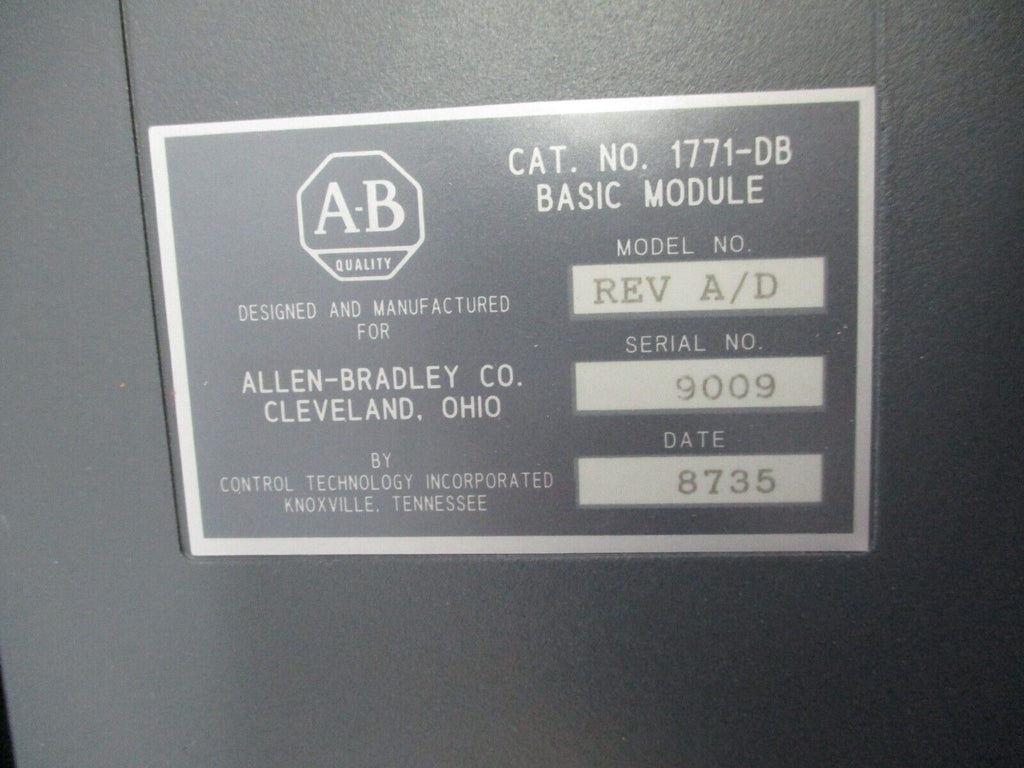 A-B
QUALITY
DESIGNED AND MANUFACTURED
FOR
ALLEN-BRADLEY CO.
CLEVELAND, OHIO
BY
CONTROL TECHNOLOGY INCORPORATED
KNOXVILLE, TENNESSEE
CAT. NO. 1771-DB
BASIC MODULE
MODEL NO.
REV A/D
SERIAL NO.
9009
DATE
8735